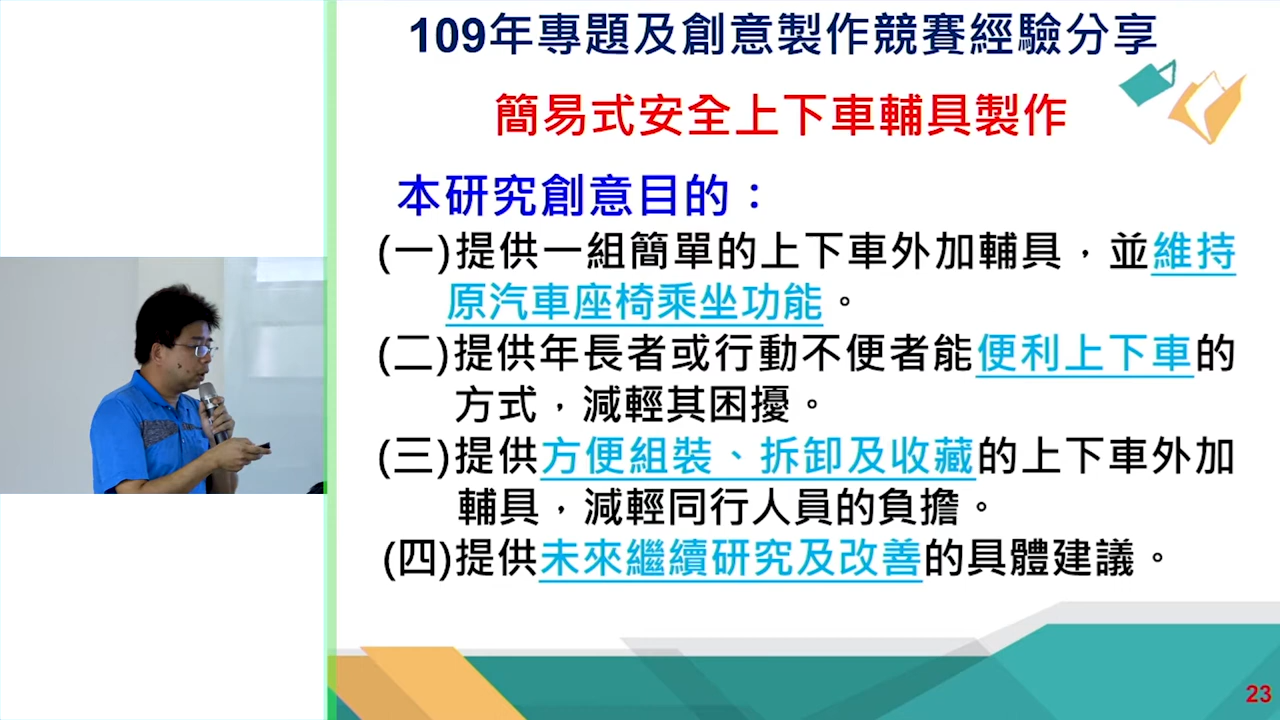 109年專題及創意製作競賽經驗分享
簡易式安全上下車輔具製作
本研究創意目的：
(一)提供一組簡單的上下車外加輔具，並維持
原汽車座椅乘坐功能。
(二)提供年長者或行動不便者能便利上下車的
方式，減輕其困擾。
(三)提供方便組裝、拆卸及收藏的上下車外加
輔具，減輕同行人員的負擔。
(四)提供未來繼續研究及改善的具體建議。
23